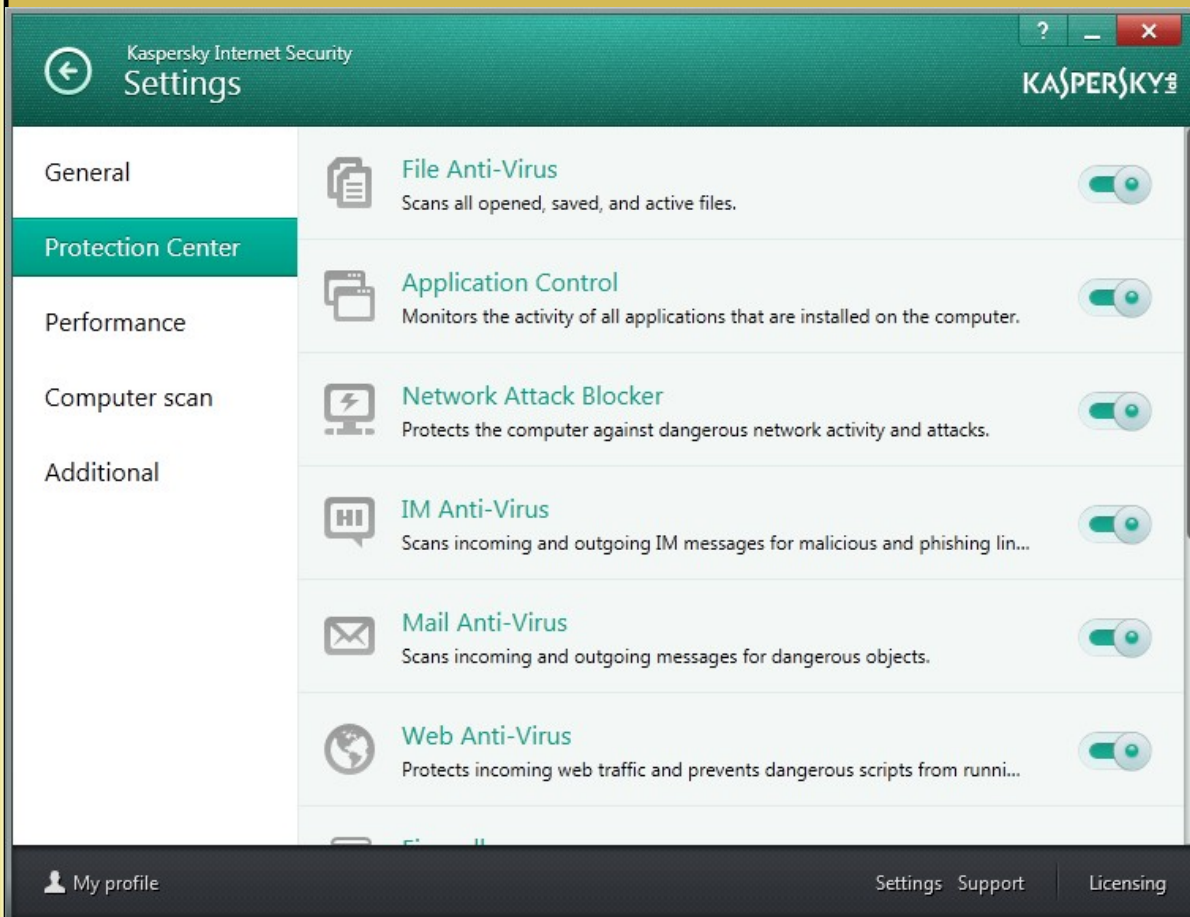 Kaspersky Internet Security
Settings
?
KASPERSKY lab
General
Protection Center
Performance
Computer scan
Additional
File Anti-Virus
Scans all opened, saved, and active files.
Application Control
Monitors the activity of all applications that are installed on the computer.
Network Attack Blocker
Protects the computer against dangerous network activity and attacks.
HI
IM Anti-Virus
Scans incoming and outgoing IM messages for malicious and phishing lin...
Mail Anti-Virus
Scans incoming and outgoing messages for dangerous objects.
Web Anti-Virus
Protects incoming web traffic and prevents dangerous scripts from runni...
My profile
Settings Support Licensing